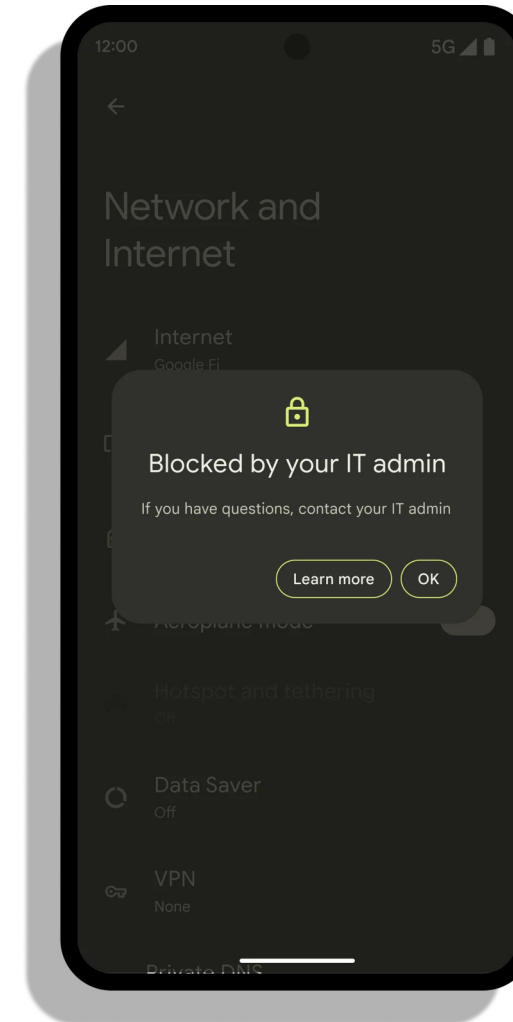 12:00
5G
Network and
Internet
Internet
Google Fi
Blocked by your IT admin
If you have questions, contact your IT admin
Learn more
OK
Aeroplane mode
Hotspot and tethering
Off
Data Saver
Off
VPN
None
Private DNS